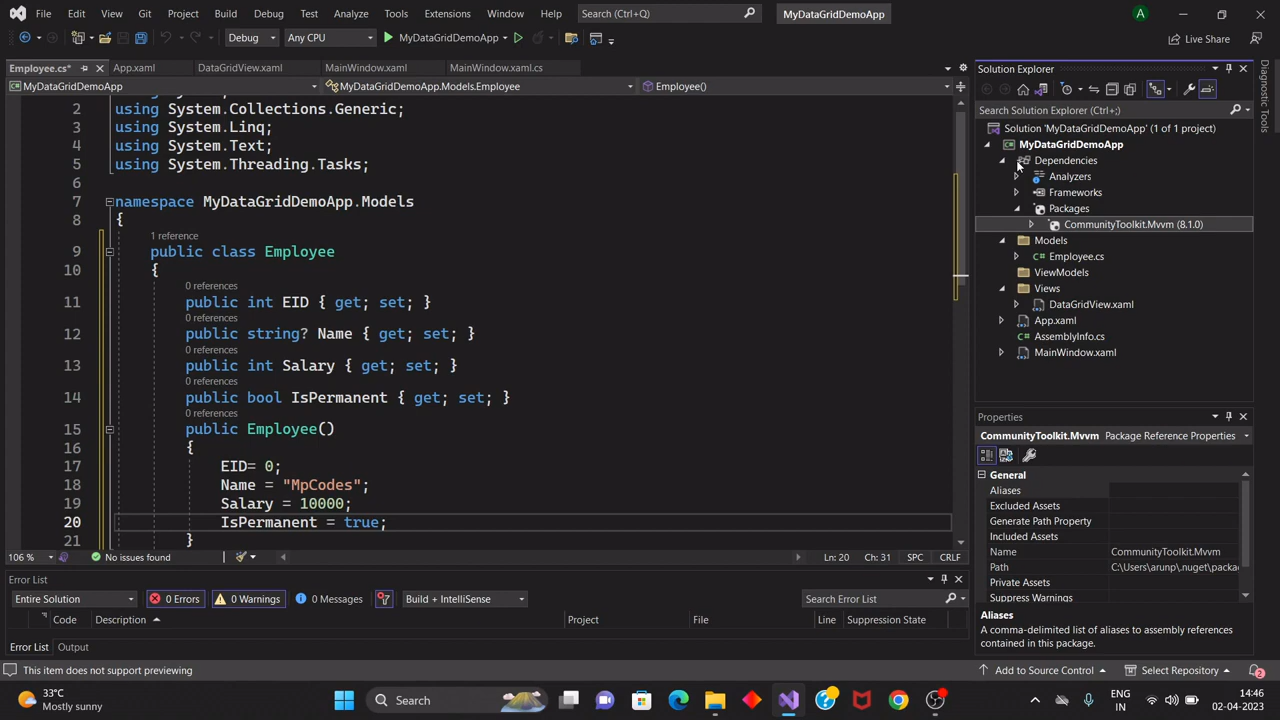 File Edit View Git Project Build Debug Test Analyze Tools Extensions Window Help Search (Ctrl+Q) MyDataGridDemoApp A
Debug Any CPU MyDataGridDemoApp Live Share
Employee.cs* App.xaml DataGridView.xaml MainWindow.xaml MainWindow.xaml.cs
MyDataGridDemoApp MyDataGridDemoApp.Models.Employee Employee()
2 using System.Collections.Generic;
3 using System.Linq;
4 using System.Text;
5 using System.Threading.Tasks;
6
7 namespace MyDataGridDemoApp.Models
8 {
1 reference
9 public class Employee
10 {
0 references
11 public int EID { get; set; }
0 references
12 public string? Name { get; set; }
0 references
13 public int Salary { get; set; }
0 references
14 public bool IsPermanent { get; set; }
0 references
15 public Employee()
16 {
17 EID= 0;
18 Name = "MpCodes";
19 Salary = 10000;
20 IsPermanent = true;
21 }
106 % No issues found Ln: 20 Ch: 31 SPC CRLF
Error List
Entire Solution 0 Errors 0 Warnings 0 Messages Build + IntelliSense Search Error List
Code Description Project File Line Suppression State
Error List Output
Solution Explorer
Search Solution Explorer (Ctrl+;)
Solution 'MyDataGridDemoApp' (1 of 1 project)
MyDataGridDemoApp
Dependencies
Analyzers
Frameworks
Packages
CommunityToolkit.Mvvm (8.1.0)
Models
Employee.cs
ViewModels
Views
DataGridView.xaml
App.xaml
AssemblyInfo.cs
MainWindow.xaml
Properties
CommunityToolkit.Mvvm Package Reference Properties
General
Aliases
Excluded Assets
Generate Path Property
Included Assets
Name CommunityToolkit.Mvvm
Path C:\Users\arunp\.nuget\packa
Private Assets
Suppress Warnings
Aliases
A comma-delimited list of aliases to assembly references
contained in this package.
Diagnostic Tools
This item does not support previewing Add to Source Control Select Repository 2
33°C
Mostly sunny
Search
ENG
IN
14:46
02-04-2023